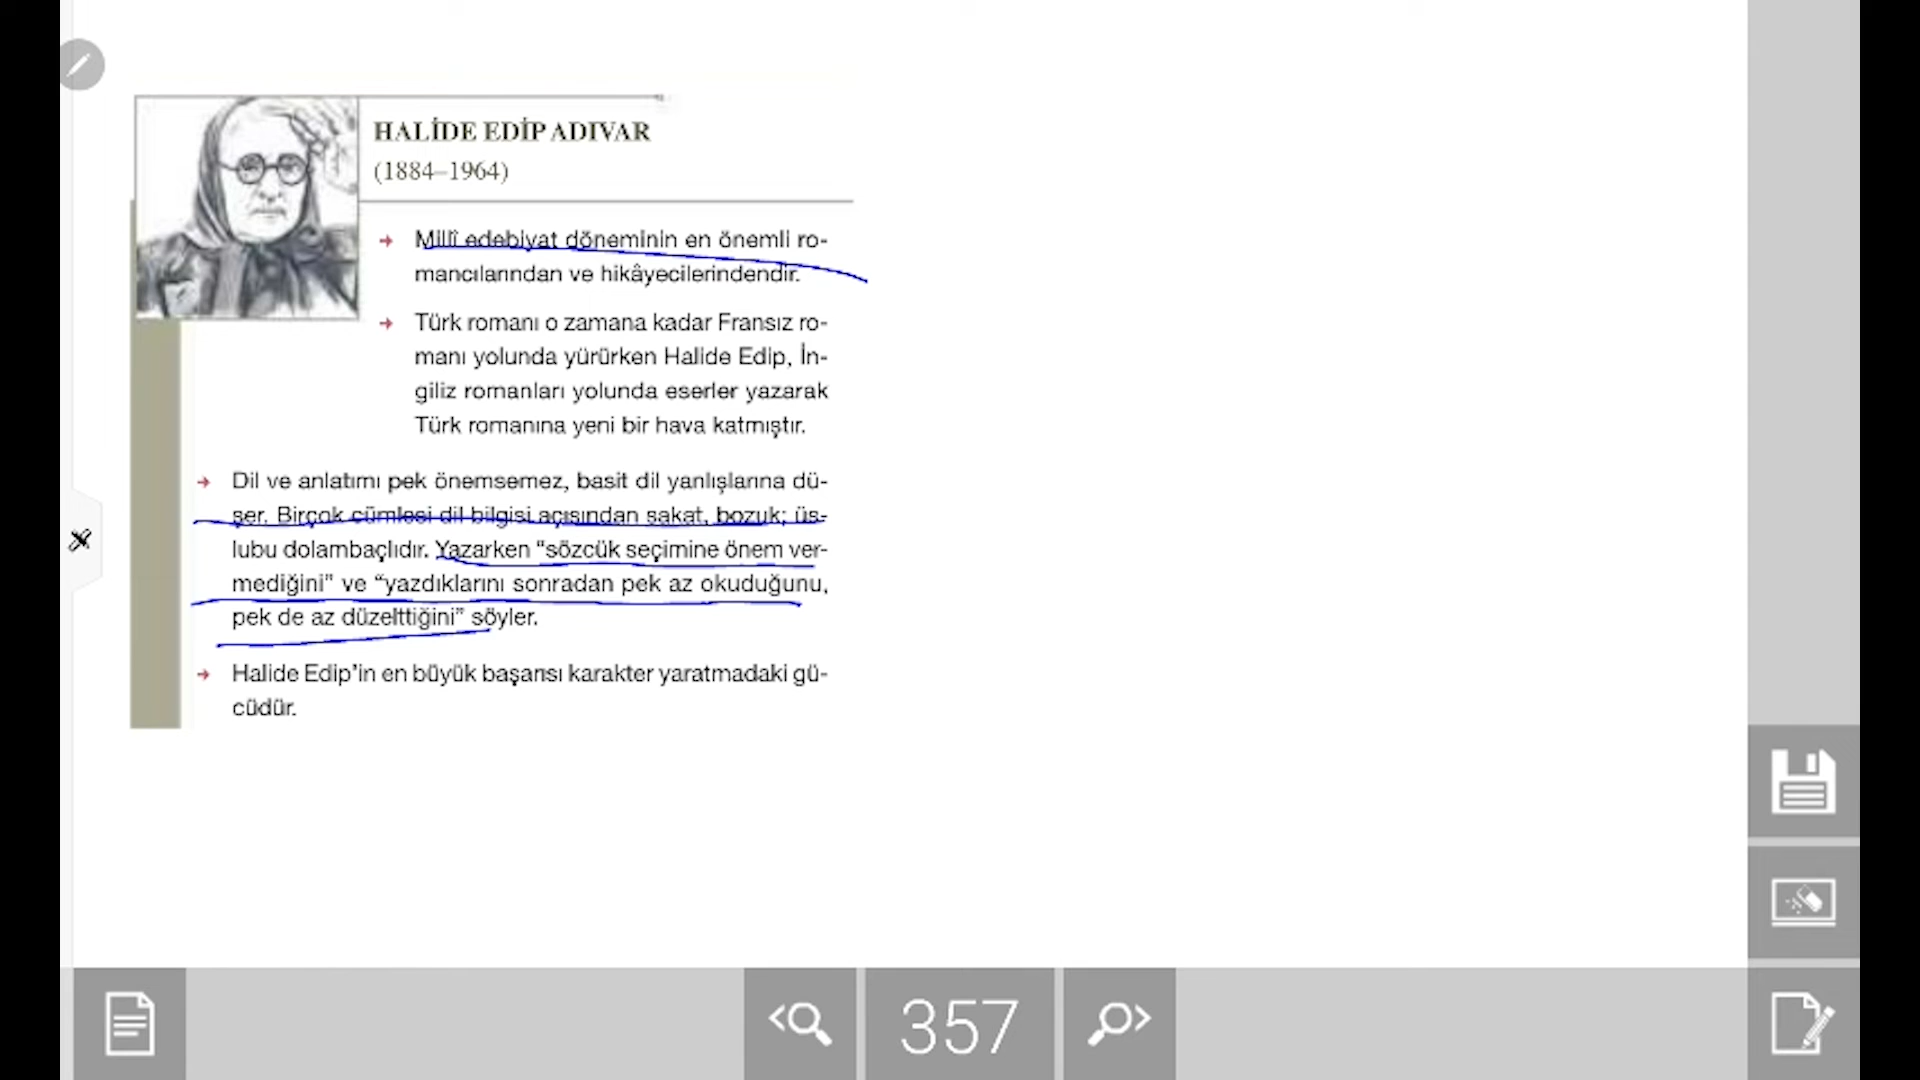 HALİDE EDİP ADIVAR
(1884–1964)
→ Millî edebiyat döneminin en önemli ro-
mancılarından ve hikâyecilerindendir.
→ Türk romanı o zamana kadar Fransız ro-
manı yolunda yürürken Halide Edip, İn-
giliz romanları yolunda eserler yazarak
Türk romanına yeni bir hava katmıştır.
→ Dil ve anlatımı pek önemsemez, basit dil yanlışlarına dü-
şer. Birçok cümlesi dil bilgisi açısından sakat, bozuk; üs-
lubu dolambaçlıdır. Yazarken “sözcük seçimine önem ver-
mediğini” ve “yazdıklarını sonradan pek az okuduğunu,
pek de az düzelttiğini” söyler.
→ Halide Edip’in en büyük başarısı karakter yaratmadaki gü-
cüdür.
357